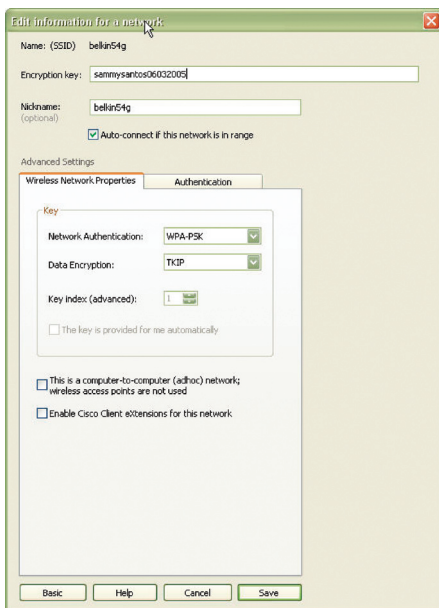 Edit information for a network
Name: (SSID) belkin54g
Encryption key: sammysantos06032005
Nickname: belkin54g
(optional)
Auto-connect if this network is in range
Advanced Settings
Wireless Network Properties Authentication
Key
Network Authentication: WPA-PSK
Data Encryption: TKIP
Key index (advanced): 1
The key is provided for me automatically
This is a computer-to-computer (adhoc) network;
wireless access points are not used
Enable Cisco Client eXtensions for this network
Basic Help Cancel Save